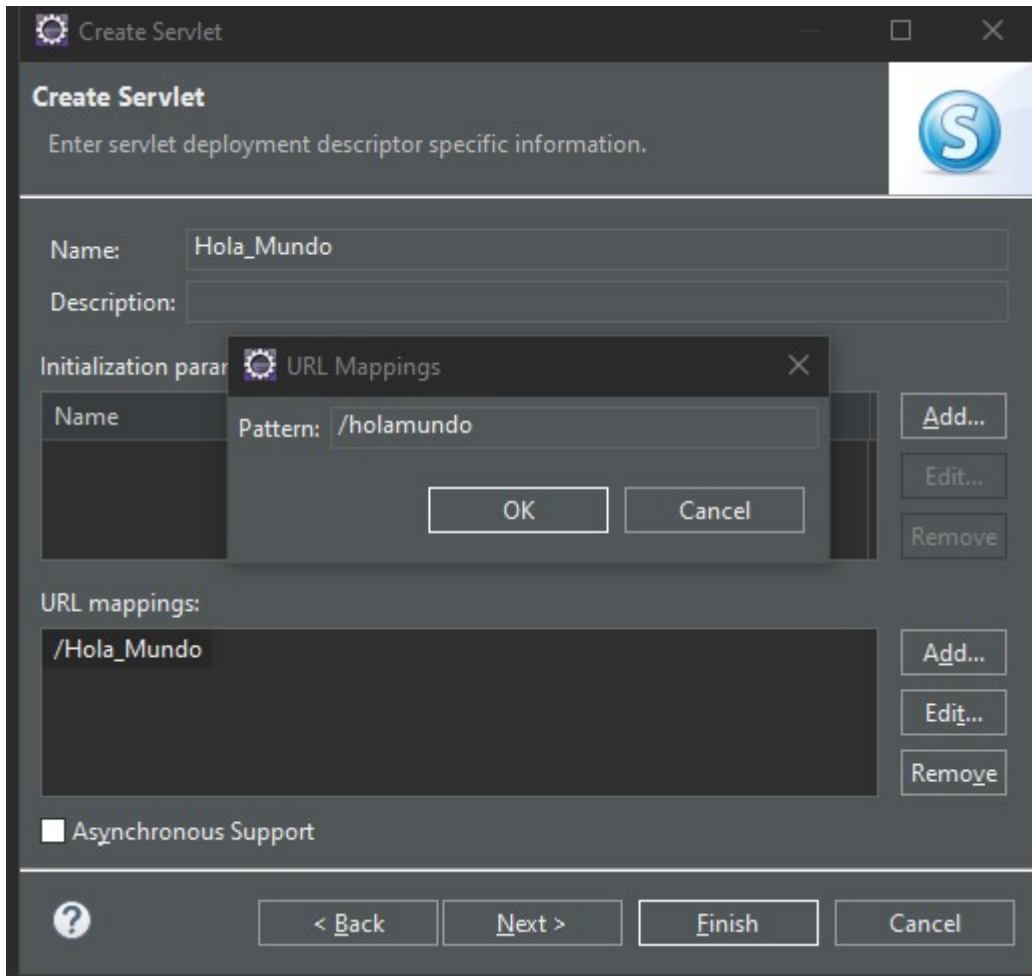 Create Servlet
Create Servlet
Enter servlet deployment descriptor specific information.
Name: Hola_Mundo
Description:
Initialization parar
URL Mappings
Name
Pattern: /holamundo
Add...
Edit...
OK Cancel
Remove
URL mappings:
/Hola_Mundo
Add...
Edit...
Remove
Asynchronous Support
? < Back Next > Finish Cancel